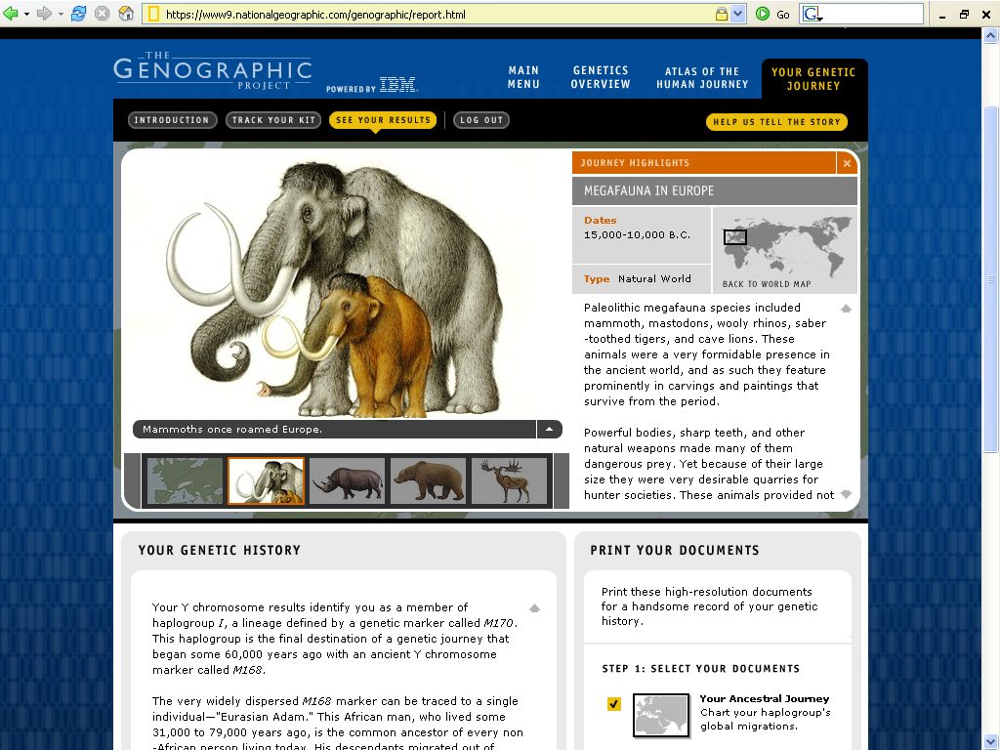 https://www9.nationalgeographic.com/genographic/report.html
Go
THE
GENOGRAPHIC
PROJECT
POWERED BY IBM
MAIN
MENU
GENETICS
OVERVIEW
ATLAS OF THE
HUMAN JOURNEY
YOUR GENETIC
JOURNEY
INTRODUCTION
TRACK YOUR KIT
SEE YOUR RESULTS
LOG OUT
HELP US TELL THE STORY
JOURNEY HIGHLIGHTS
MEGAFAUNA IN EUROPE
Dates
15,000-10,000 B.C.
Type Natural World
BACK TO WORLD MAP
Paleolithic megafauna species included
mammoth, mastodons, wooly rhinos, saber
-toothed tigers, and cave lions. These
animals were a very formidable presence in
the ancient world, and as such they feature
prominently in carvings and paintings that
survive from the period.
Powerful bodies, sharp teeth, and other
natural weapons made many of them
dangerous prey. Yet because of their large
size they were very desirable quarries for
hunter societies. These animals provided not
Mammoths once roamed Europe.
YOUR GENETIC HISTORY
Your Y chromosome results identify you as a member of
haplogroup I, a lineage defined by a genetic marker called M170.
This haplogroup is the final destination of a genetic journey that
began some 60,000 years ago with an ancient Y chromosome
marker called M168.
The very widely dispersed M168 marker can be traced to a single
individual—"Eurasian Adam." This African man, who lived some
31,000 to 79,000 years ago, is the common ancestor of every non
-African person living today. His descendants migrated out of
PRINT YOUR DOCUMENTS
Print these high-resolution documents
for a handsome record of your genetic
history.
STEP 1: SELECT YOUR DOCUMENTS
Your Ancestral Journey
Chart your haplogroup's
global migrations.